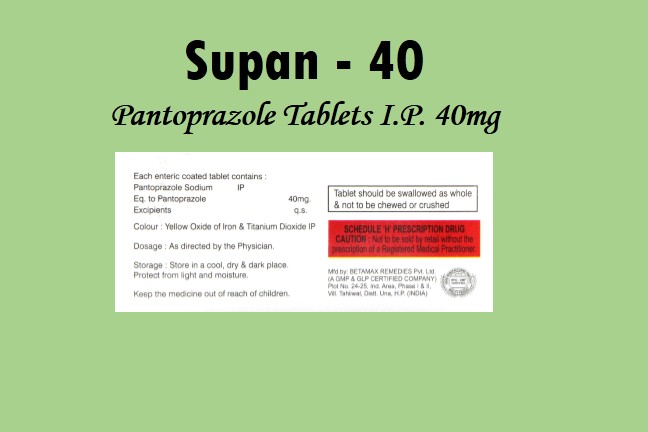 Supan - 40
Pantoprazole Tablets I.P. 40mg
Each enteric coated tablet contains :
Pantoprazole Sodium IP
Eq. to Pantoprazole 40mg.
Excipients q.s.
Colour : Yellow Oxide of Iron & Titanium Dioxide IP
Dosage : As directed by the Physician.
Storage : Store in a cool, dry & dark place.
Protect from light and moisture.
Keep the medicine out of reach of children.
Tablet should be swallowed as whole
& not to be chewed or crushed
SCHEDULE 'H' PRESCRIPTION DRUG
CAUTION : Not to be sold by retail without the
prescription of a Registered Medical Practitioner.
Mfd.by: BETAMAX REMEDIES Pvt. Ltd.
(A GMP & GLP CERTIFIED COMPANY)
Plot No. 24-25, Ind. Area, Phase I & II,
Vill. Tahliwal, Distt. Una, H.P. (INDIA)